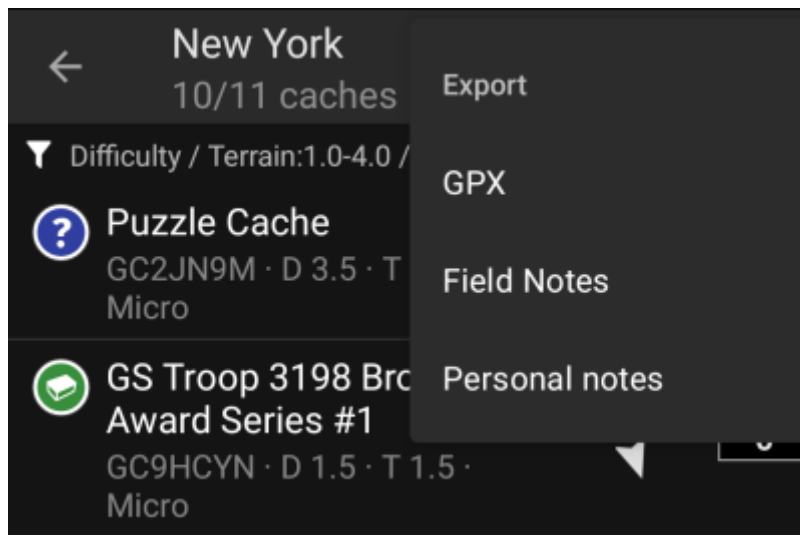 New York
10/11 caches
Difficulty / Terrain:1.0-4.0 /
Puzzle Cache
GC2JN9M · D 3.5 · T
Micro
GS Troop 3198 Bro
Award Series #1
GC9HCYN · D 1.5 · T 1.5 ·
Micro
Export
GPX
Field Notes
Personal notes